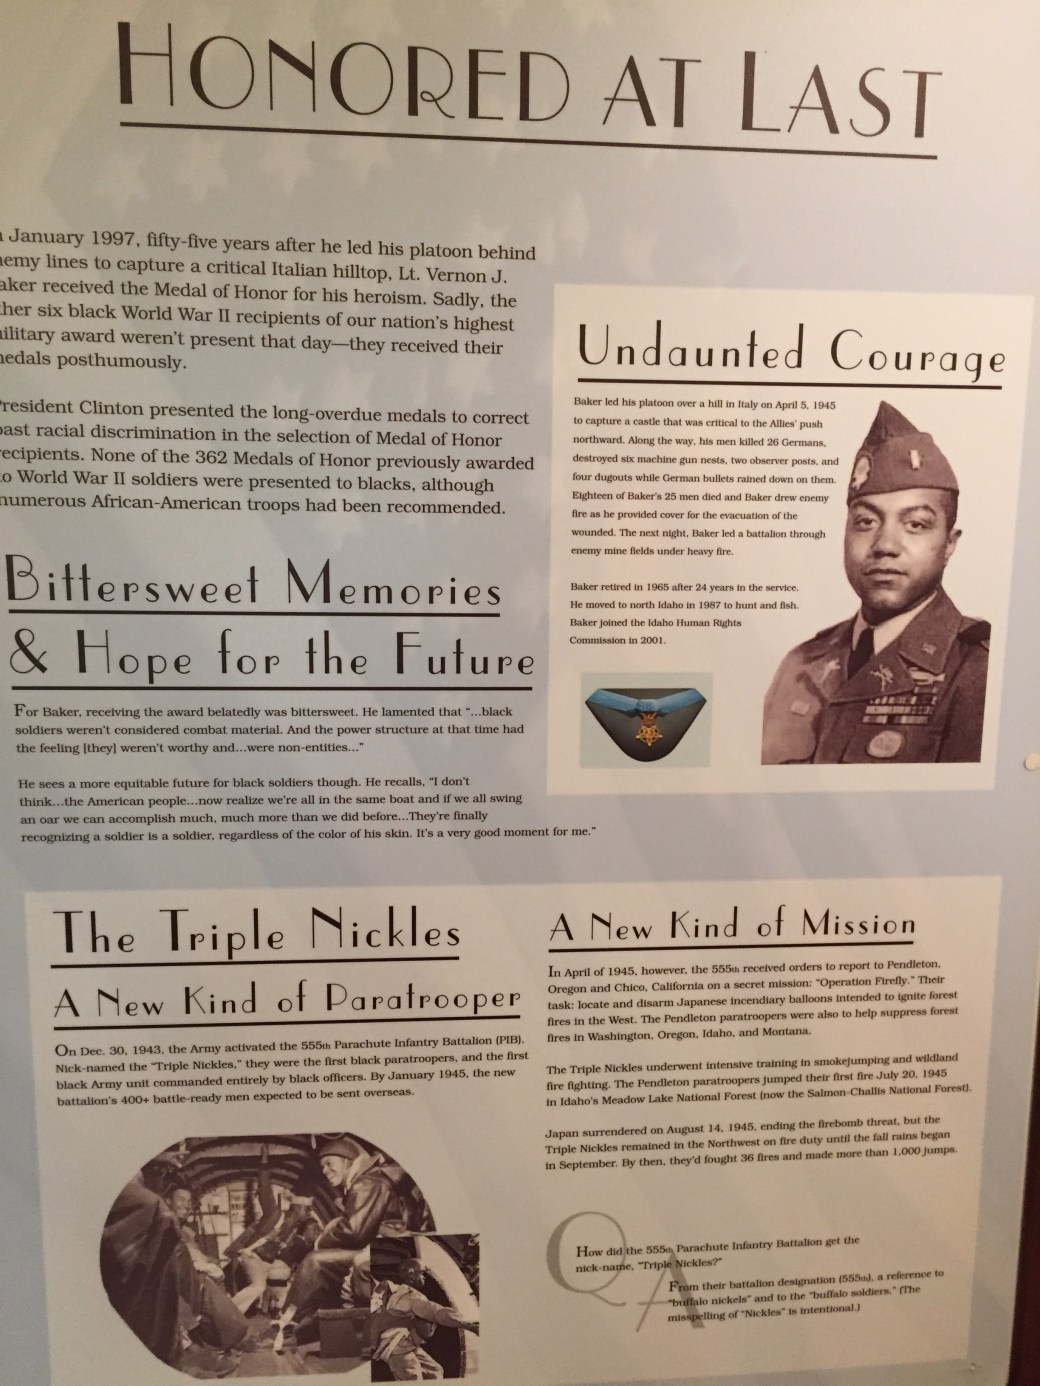 HONORED AT LAST
January 1997, fifty-five years after he led his platoon behind
emy lines to capture a critical Italian hilltop, Lt. Vernon J.
aker received the Medal of Honor for his heroism. Sadly, the
her six black World War II recipients of our nation's highest
ilitary award weren't present that day—they received their
edals posthumously.
resident Clinton presented the long-overdue medals to correct
past racial discrimination in the selection of Medal of Honor
recipients. None of the 362 Medals of Honor previously awarded
to World War II soldiers were presented to blacks, although
numerous African-American troops had been recommended.
Undaunted Courage
Baker led his platoon over a hill in Italy on April 5, 1945
to capture a castle that was critical to the Allies' push
northward. Along the way, his men killed 26 Germans,
destroyed six machine gun nests, two observer posts, and
four dugouts while German bullets rained down on them.
Eighteen of Baker's 25 men died and Baker drew enemy
fire as he provided cover for the evacuation of the
wounded. The next night, Baker led a battalion through
enemy mine fields under heavy fire.
Baker retired in 1965 after 24 years in the service.
He moved to north Idaho in 1987 to hunt and fish.
Baker joined the Idaho Human Rights
Commission in 2001.
Bittersweet Memories
& Hope for the Future
For Baker, receiving the award belatedly was bittersweet. He lamented that "...black
soldiers weren't considered combat material. And the power structure at that time had
the feeling [they] weren't worthy and...were non-entities..."
He sees a more equitable future for black soldiers though. He recalls, "I don't
think...the American people...now realize we're all in the same boat and if we all swing
an oar we can accomplish much, much more than we did before...They're finally
recognizing a soldier is a soldier, regardless of the color of his skin. It's a very good moment for me."
The Triple Nickles
A New Kind of Paratrooper
On Dec. 30, 1943, the Army activated the 555th Parachute Infantry Battalion (PIB).
Nick-named the "Triple Nickles," they were the first black paratroopers, and the first
black Army unit commanded entirely by black officers. By January 1945, the new
battalion's 400+ battle-ready men expected to be sent overseas.
A New Kind of Mission
In April of 1945, however, the 555th received orders to report to Pendleton,
Oregon and Chico, California on a secret mission: "Operation Firefly." Their
task: locate and disarm Japanese incendiary balloons intended to ignite forest
fires in the West. The Pendleton paratroopers were also to help suppress forest
fires in Washington, Oregon, Idaho, and Montana.
The Triple Nickles underwent intensive training in smokejumping and wildland
fire fighting. The Pendleton paratroopers jumped their first fire July 20, 1945
in Idaho's Meadow Lake National Forest (now the Salmon-Challis National Forest).
Japan surrendered on August 14, 1945, ending the firebomb threat, but the
Triple Nickles remained in the Northwest on fire duty until the fall rains began
in September. By then, they'd fought 36 fires and made more than 1,000 jumps.
Q
How did the 555th Parachute Infantry Battalion get the
nick-name, "Triple Nickles?"
A
From their battalion designation (555th), a reference to
"buffalo nickels" and to the "buffalo soldiers." (The
misspelling of "Nickles" is intentional.)